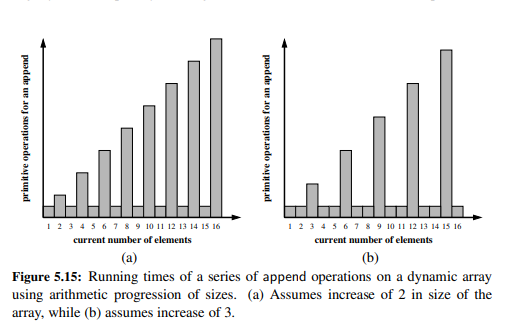 primitive operations for an append
1 2 3 4 5 6 7 8 9 10 11 12 13 14 15 16
current number of elements
(a)
primitive operations for an append
1 2 3 4 5 6 7 8 9 10 11 12 13 14 15 16
current number of elements
(b)
Figure 5.15: Running times of a series of append operations on a dynamic array
using arithmetic progression of sizes. (a) Assumes increase of 2 in size of the
array, while (b) assumes increase of 3.